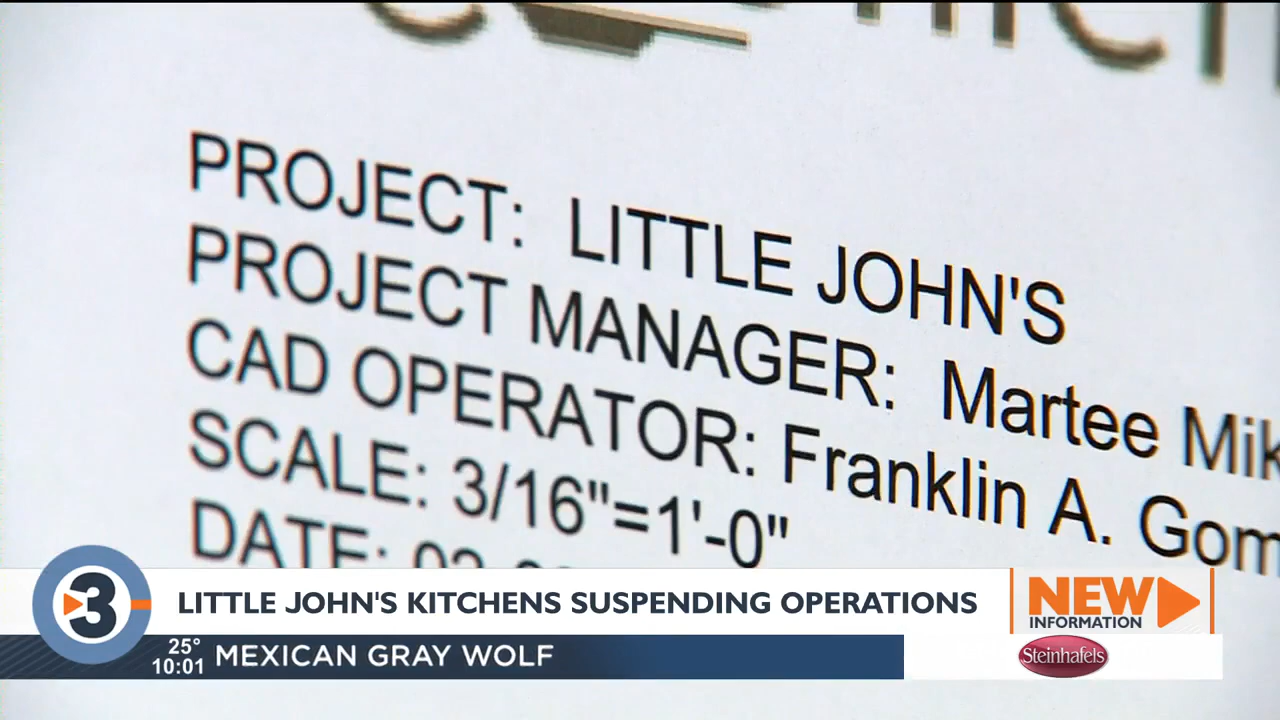 PROJECT: LITTLE JOHN'S
PROJECT MANAGER: Martee
CAD OPERATOR: Franklin A.
SCALE: 3/16"=1'-0"
DATE:
3
LITTLE JOHN'S KITCHENS SUSPENDING OPERATIONS
NEW
INFORMATION
25°
10:01
MEXICAN GRAY WOLF
Steinhafels